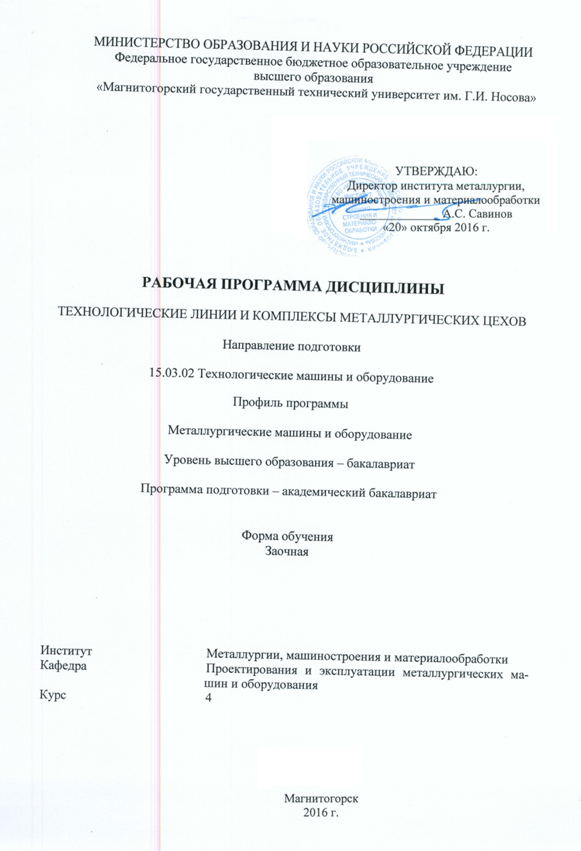 МИНИСТЕРСТВО ОБРАЗОВАНИЯ И НАУКИ РОССИЙСКОЙ ФЕДЕРАЦИИ
Федеральное государственное бюджетное образовательное учреждение
высшего образования
«Магнитогорский государственный технический университет им. Г.И. Носова»
УТВЕРЖДАЮ:
Директор института металлургии,
машиностроения и материалообработки
А.С. Савинов
«20» октября 2016 г.
РАБОЧАЯ ПРОГРАММА ДИСЦИПЛИНЫ
ТЕХНОЛОГИЧЕСКИЕ ЛИНИИ И КОМПЛЕКСЫ МЕТАЛЛУРГИЧЕСКИХ ЦЕХОВ
Направление подготовки
15.03.02 Технологические машины и оборудование
Профиль программы
Металлургические машины и оборудование
Уровень высшего образования – бакалавриат
Программа подготовки – академический бакалавриат
Форма обучения
Заочная
Институт Металлургии, машиностроения и материалообработки
Кафедра Проектирования и эксплуатации металлургических ма-
шин и оборудования
Курс 4
Магнитогорск
2016 г.